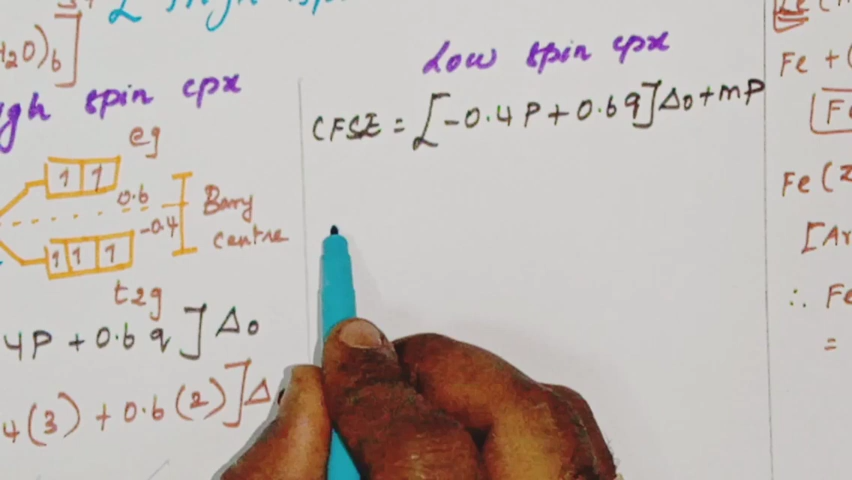 H₂O)₆]
gh spin cpx
eg
1 1
0.6
-0.4
Bary
centre
1 1 1
t2g
4P + 0.6 q ] Δo
4(3) + 0.6(2)]Δ
Low spin cpx
CFSE = [-0.4 P + 0.6 q] Δo + mP
Fe +
Fe (Z
[Ar
∴ Fe
=